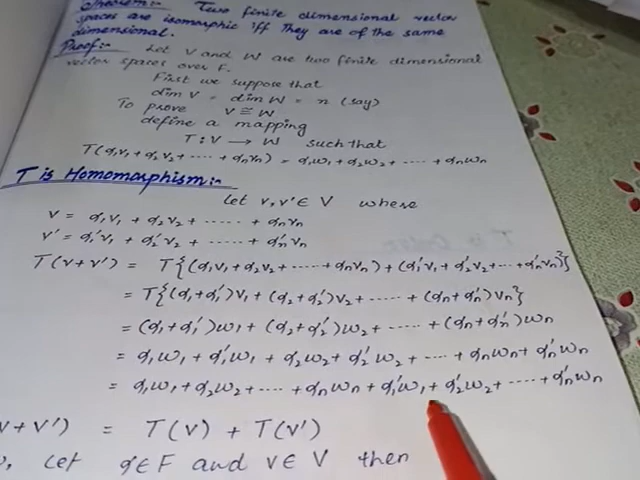 Theorem:- Two finite dimensional vector
spaces are isomorphic iff they are of the same
dimensional.
Proof:- Let V and W are two finite dimensional
vector spaces over F.
First we suppose that
dim V = dim W = n (say)
To prove V ≅ W
define a mapping
T : V → W such that
T(α₁v₁ + α₂v₂ + ····· + αₙvₙ) = α₁w₁ + α₂w₂ + ···· + αₙwₙ
T is Homomorphism:-
Let v, v' ∈ V where
v = α₁v₁ + α₂v₂ + ······ + αₙvₙ
v' = α₁'v₁ + α₂'v₂ + ······ + αₙ'vₙ
T(v+v') = T{(α₁v₁ + α₂v₂ + ····· + αₙvₙ) + (α₁'v₁ + α₂'v₂ + ··· + αₙ'vₙ)}
= T{(α₁+α₁')v₁ + (α₂+α₂')v₂ + ······ + (αₙ+αₙ')vₙ}
= (α₁+α₁')w₁ + (α₂+α₂')w₂ + ····· + (αₙ+αₙ')wₙ
= α₁w₁ + α₁'w₁ + α₂w₂ + α₂'w₂ + ···· + αₙwₙ + αₙ'wₙ
= α₁w₁ + α₂w₂ + ···· + αₙwₙ + α₁'w₁ + α₂'w₂ + ···· + αₙ'wₙ
v + v') = T(v) + T(v')
Let α ∈ F and v ∈ V then